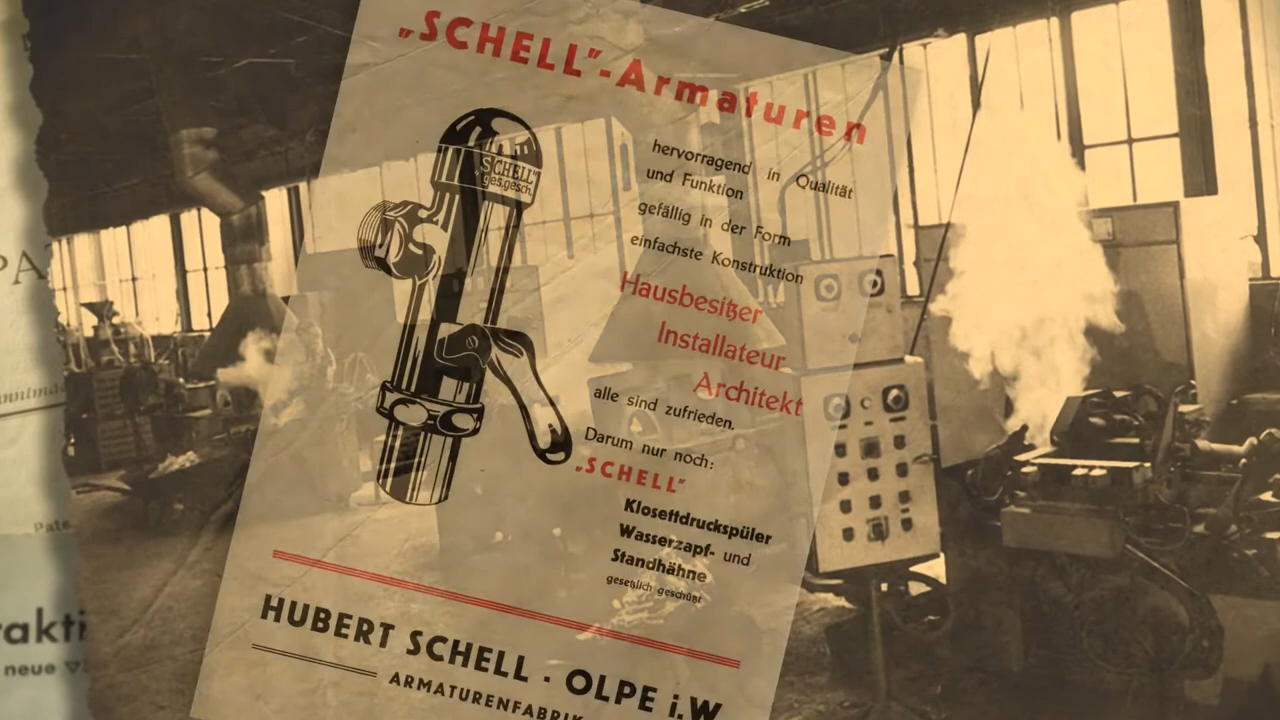 „SCHELL"-Armaturen
„SCHELL"
ges.gesch.
hervorragend in Qualität
und Funktion
gefällig in der Form
einfachste Konstruktion
Hausbesitzer
Installateur
Architekt
alle sind zufrieden.
Darum nur noch:
„SCHELL"
Klosettdruckspüler
Wasserzapf- und
Standhähne
gesetzlich geschützt
HUBERT SCHELL · OLPE i.W
ARMATURENFABRIK
PA
Pate
rakti
neue